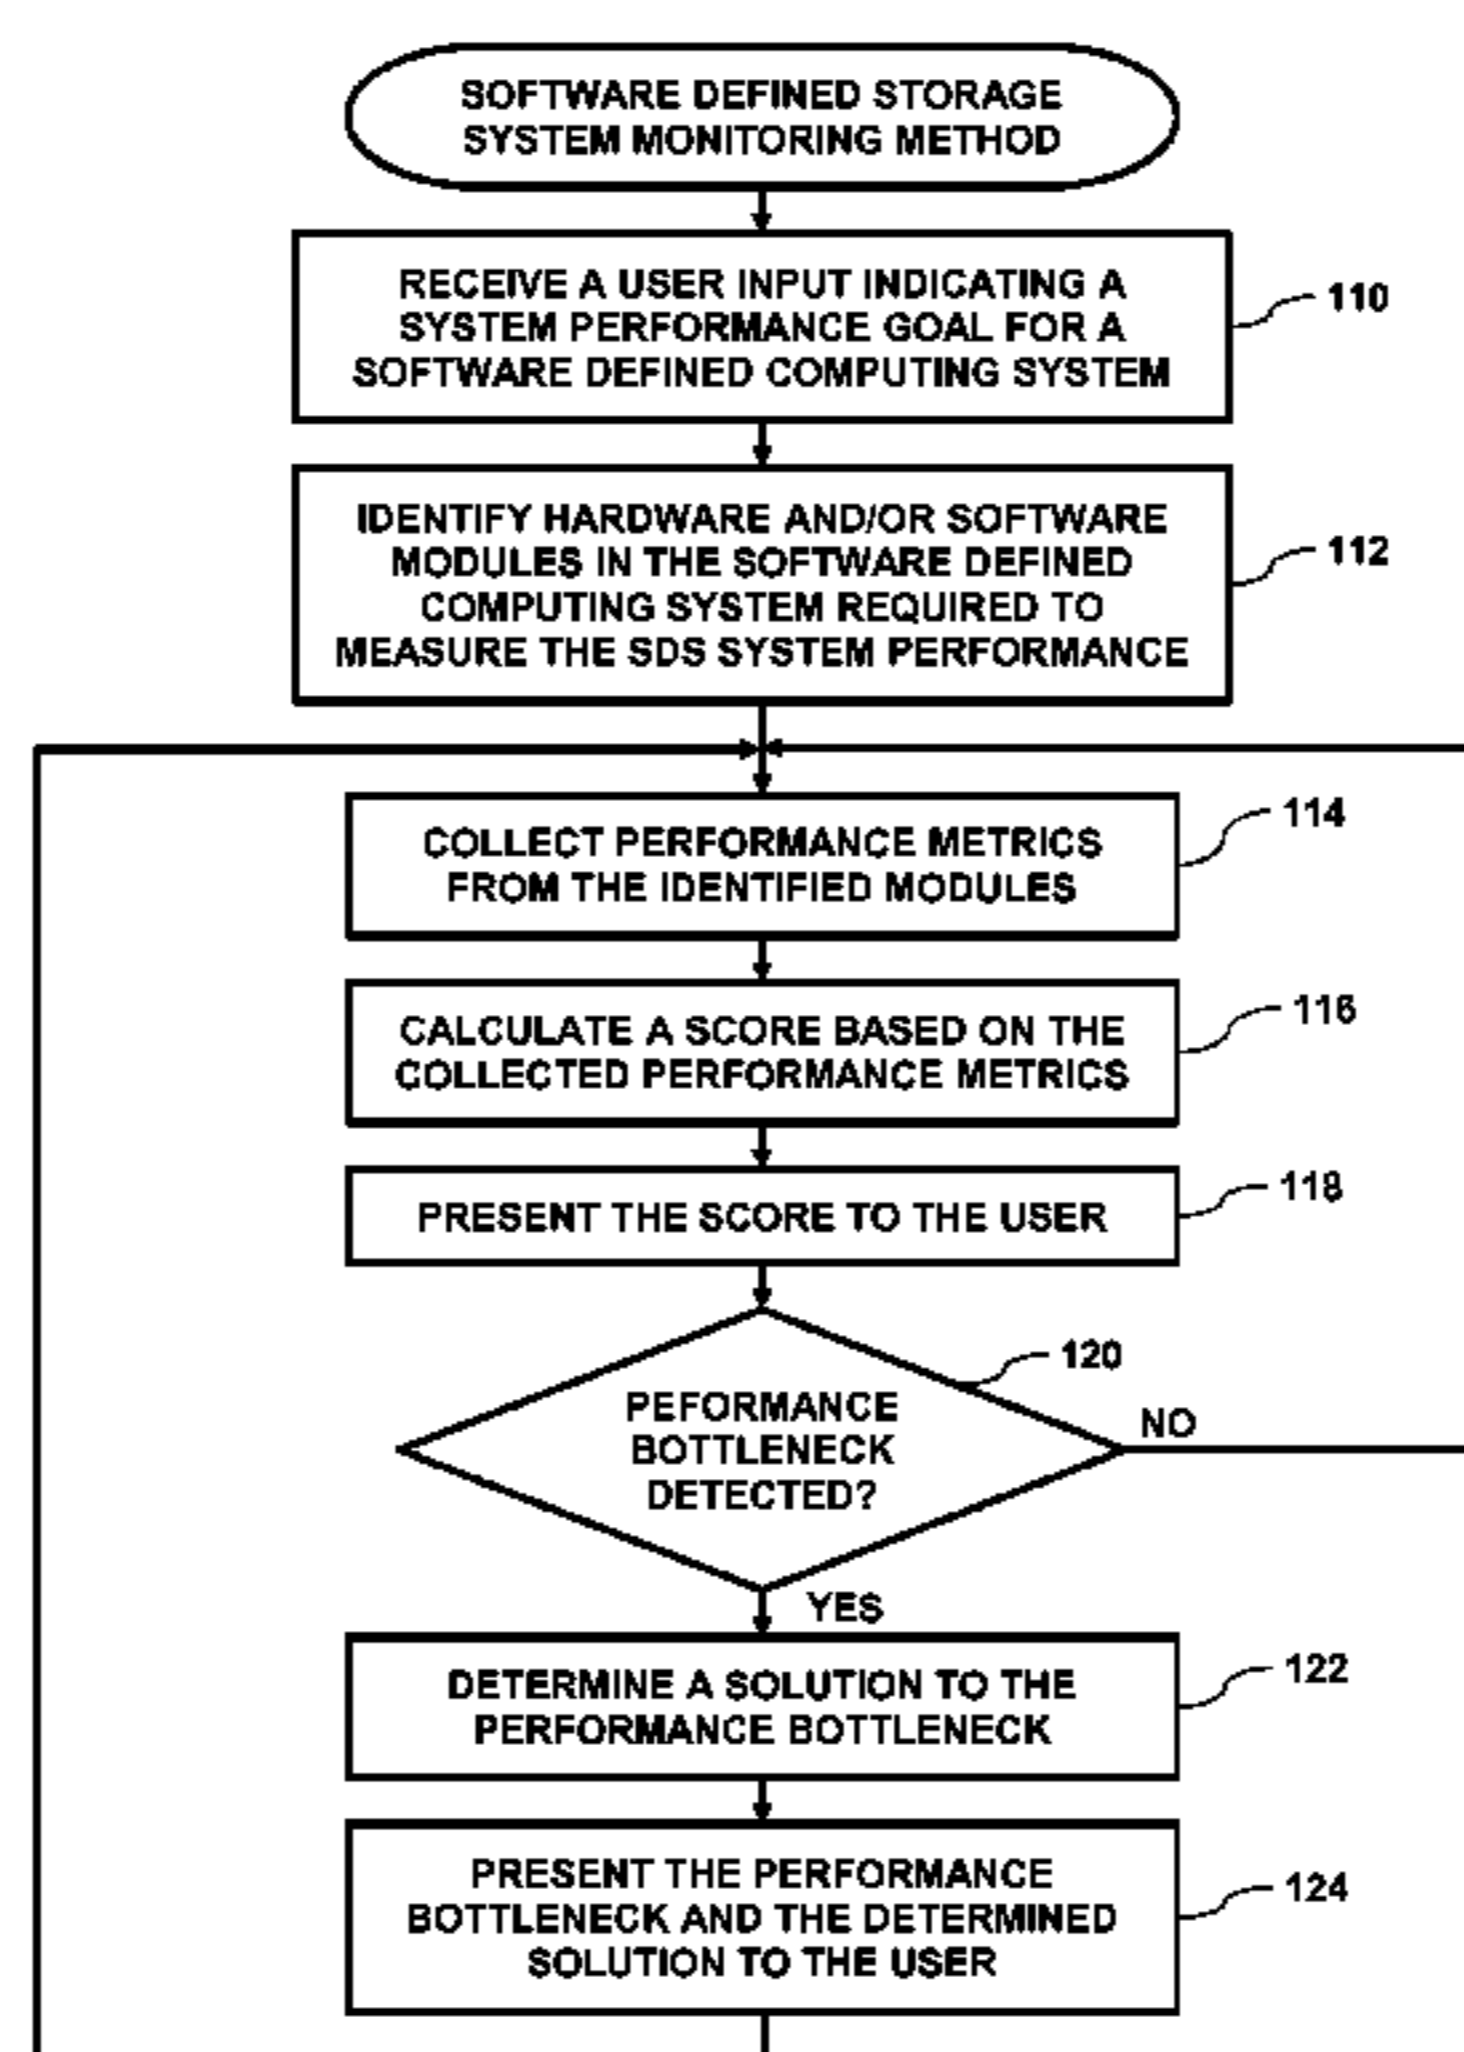 SOFTWARE DEFINED STORAGE
SYSTEM MONITORING METHOD
RECEIVE A USER INPUT INDICATING A
SYSTEM PERFORMANCE GOAL FOR A
SOFTWARE DEFINED COMPUTING SYSTEM
110
IDENTIFY HARDWARE AND/OR SOFTWARE
MODULES IN THE SOFTWARE DEFINED
COMPUTING SYSTEM REQUIRED TO
MEASURE THE SDS SYSTEM PERFORMANCE
112
COLLECT PERFORMANCE METRICS
FROM THE IDENTIFIED MODULES
114
CALCULATE A SCORE BASED ON THE
COLLECTED PERFORMANCE METRICS
116
PRESENT THE SCORE TO THE USER
118
PEFORMANCE
BOTTLENECK
DETECTED?
120
NO
YES
DETERMINE A SOLUTION TO THE
PERFORMANCE BOTTLENECK
122
PRESENT THE PERFORMANCE
BOTTLENECK AND THE DETERMINED
SOLUTION TO THE USER
124